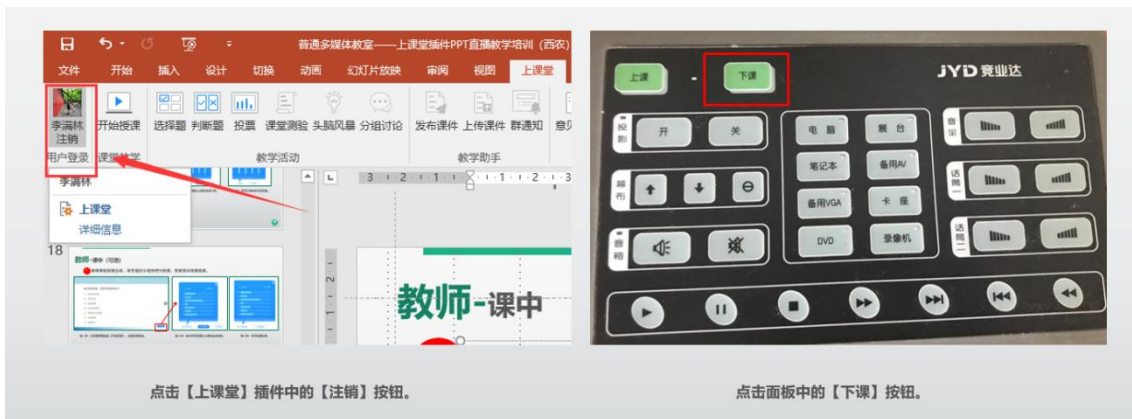 普通多媒体教室——上课堂插件PPT直播教学培训（西农）
文件 开始 插入 设计 切换 动画 幻灯片放映 审阅 视图 上课堂
李满林 开始授课 选择题 判断题 投票 课堂测验 头脑风暴 分组讨论 发布课件 上传课件 群通知
注销
用户登录 课堂教学 教学活动 教学助手
李满林
上课堂
详细信息
18
教师-课中（可选）
教师-课中
上课 - 下课
JYD 竞业达
投影 开 关
电脑 展台
音量
笔记本 备用AV
幕布
话筒一
备用VGA 卡座
音箱
DVD 录像机
话筒二
点击【上课堂】插件中的【注销】按钮。
点击面板中的【下课】按钮。